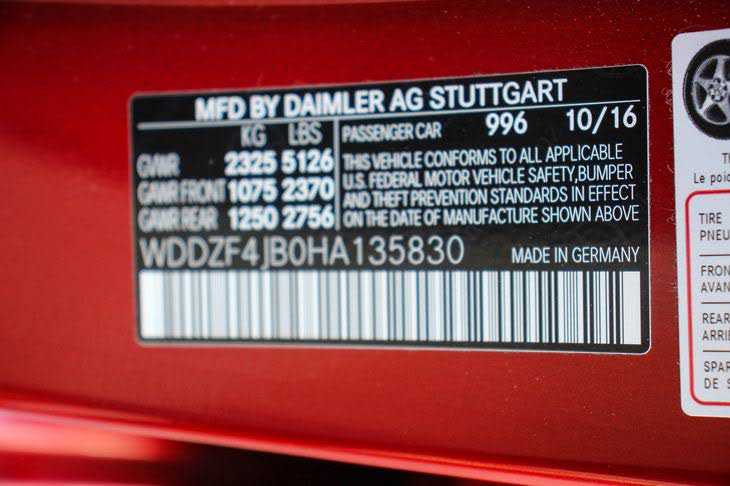 MFD BY DAIMLER AG STUTTGART
KG LBS
GVWR 2325 5126
GAWR FRONT 1075 2370
GAWR REAR 1250 2756
PASSENGER CAR 996 10/16
THIS VEHICLE CONFORMS TO ALL APPLICABLE
U.S. FEDERAL MOTOR VEHICLE SAFETY,BUMPER
AND THEFT PREVENTION STANDARDS IN EFFECT
ON THE DATE OF MANUFACTURE SHOWN ABOVE
WDDZF4JB0HA135830 MADE IN GERMANY
Le poi
TIRE
PNEU
FRON
AVAN
REAR
ARRI
SPAR
DE